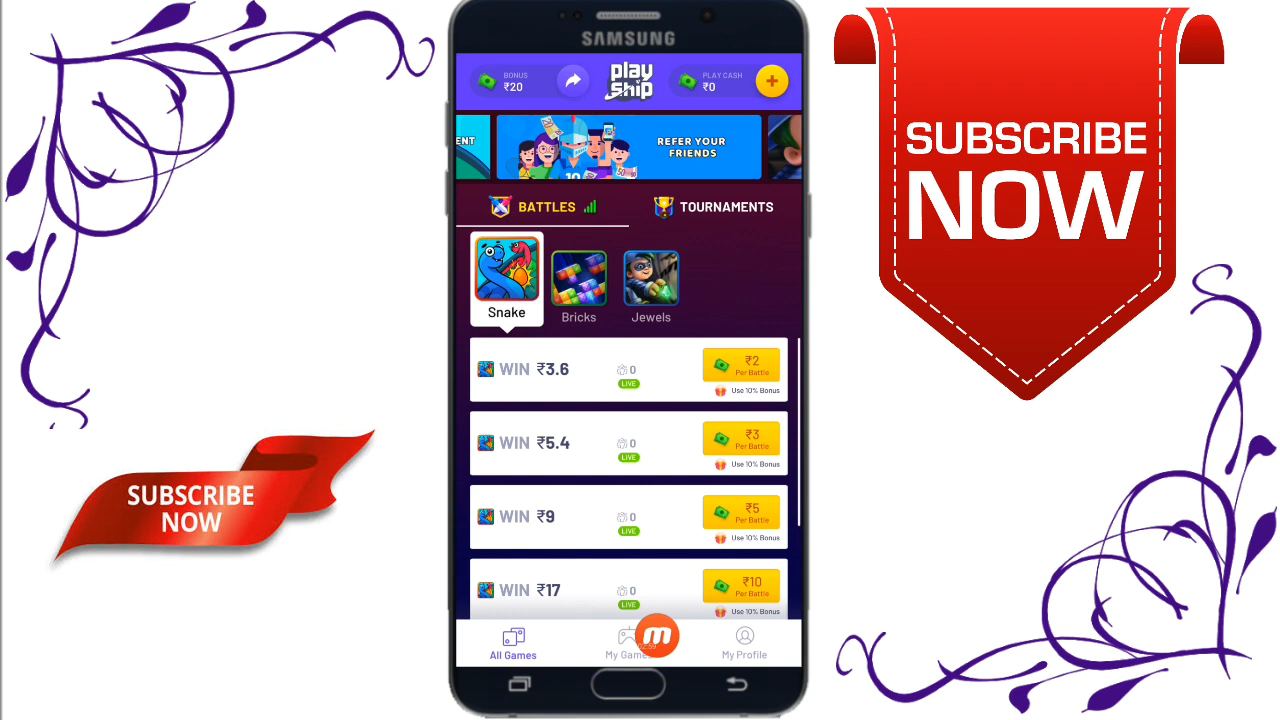 SAMSUNG
BONUS
₹20
play
ship
PLAY CASH
₹0
+
ENT
REFER YOUR
FRIENDS
BATTLES
TOURNAMENTS
Snake
Bricks
Jewels
WIN ₹3.6
0
LIVE
₹2
Per Battle
Use 10% Bonus
WIN ₹5.4
0
LIVE
₹3
Per Battle
Use 10% Bonus
WIN ₹9
0
LIVE
₹5
Per Battle
Use 10% Bonus
WIN ₹17
0
LIVE
₹10
Per Battle
Use 10% Bonus
All Games
My Game
m
02:59
My Profile
SUBSCRIBE
NOW
SUBSCRIBE
NOW